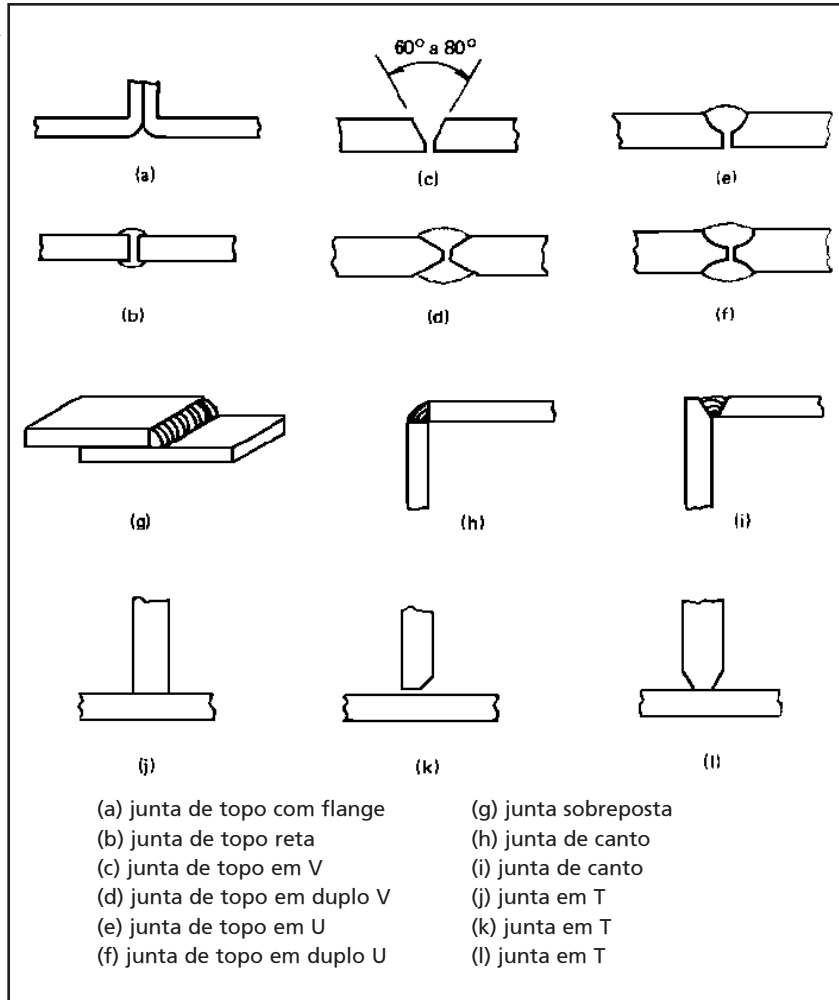 60° a 80°
(a) (c) (e)
(b) (d) (f)
(g) (h) (i)
(j) (k) (l)
(a) junta de topo com flange
(b) junta de topo reta
(c) junta de topo em V
(d) junta de topo em duplo V
(e) junta de topo em U
(f) junta de topo em duplo U
(g) junta sobreposta
(h) junta de canto
(i) junta de canto
(j) junta em T
(k) junta em T
(l) junta em T